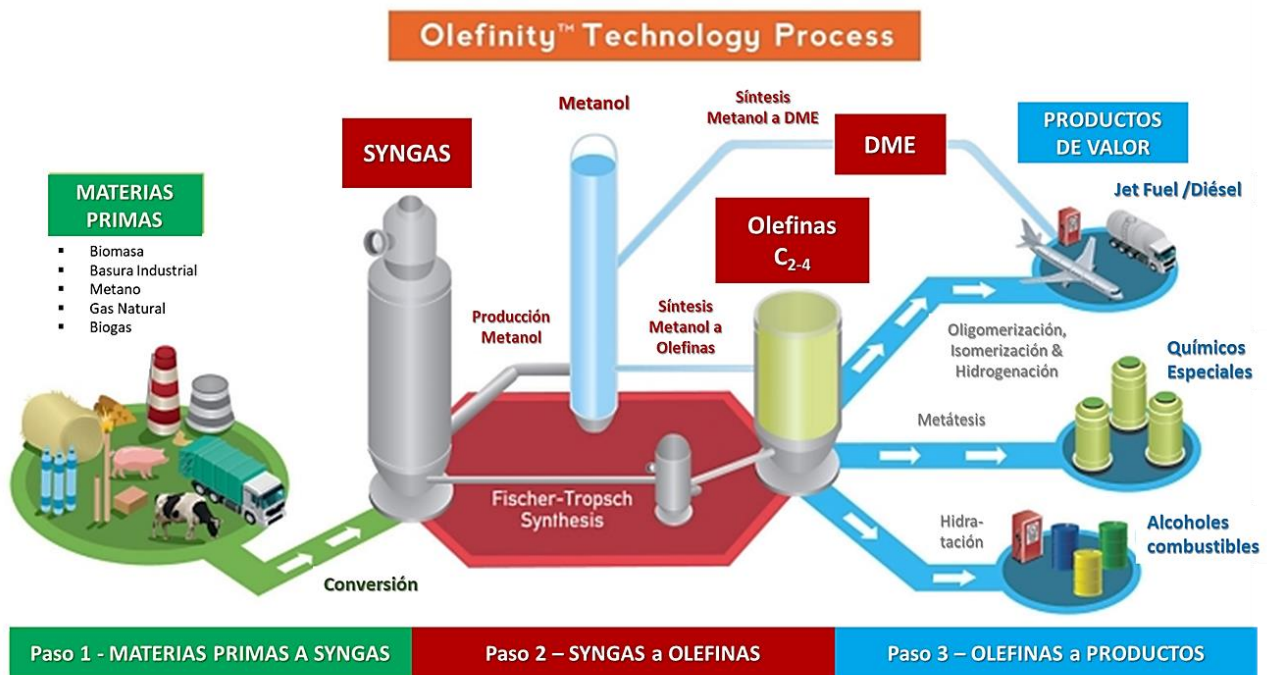 Olefinity™ Technology Process
Metanol
Síntesis
Metanol a DME
SYNGAS
DME
PRODUCTOS
DE VALOR
MATERIAS
PRIMAS
Jet Fuel /Diésel
▪ Biomasa
▪ Basura Industrial
▪ Metano
▪ Gas Natural
▪ Biogas
Olefinas
C2-4
Producción
Metanol
Síntesis
Metanol a
Olefinas
Oligomerización,
Isomerización &
Hidrogenación
Químicos
Especiales
Metátesis
Fischer-Tropsch
Synthesis
Hidra-
tación
Alcoholes
combustibles
Conversión
Paso 1 - MATERIAS PRIMAS A SYNGAS
Paso 2 – SYNGAS a OLEFINAS
Paso 3 – OLEFINAS a PRODUCTOS